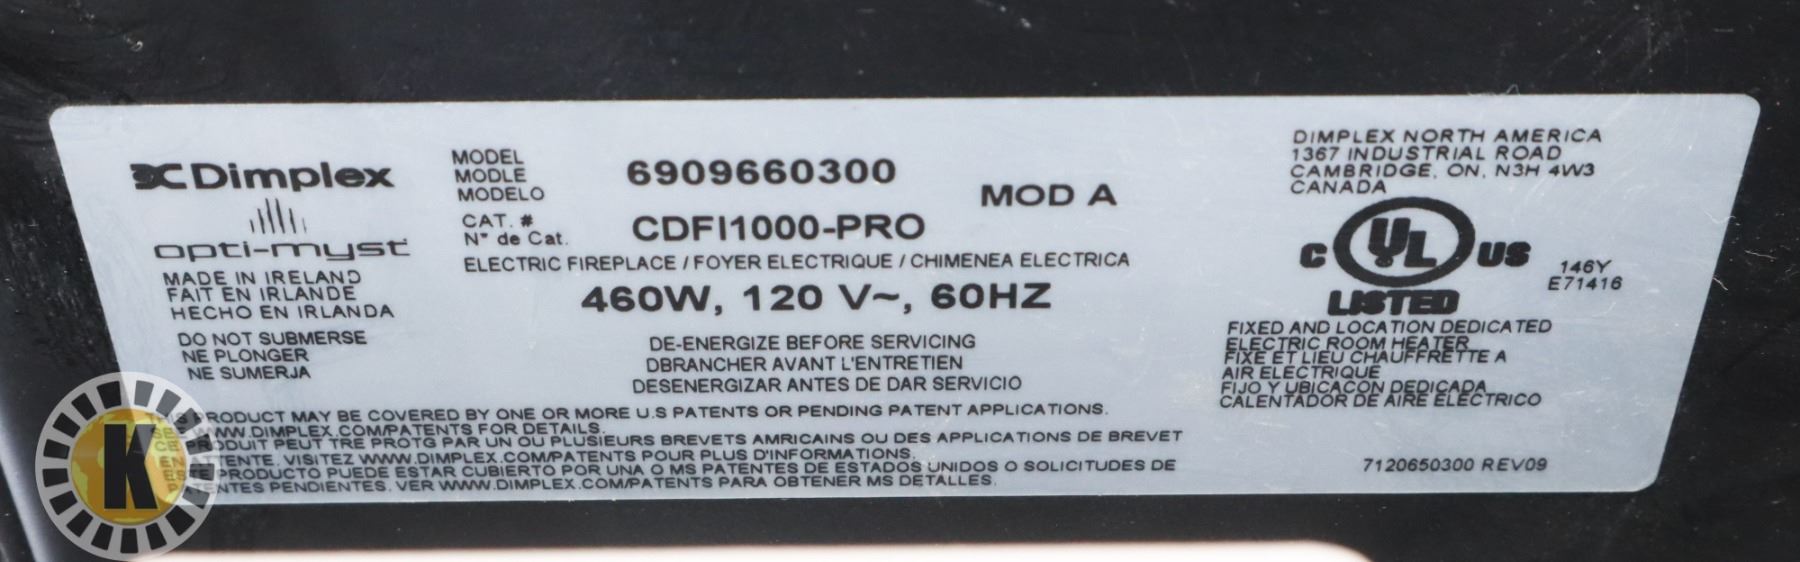 Dimplex
opti-myst
MADE IN IRELAND
FAIT EN IRLANDE
HECHO EN IRLANDA
DO NOT SUBMERSE
NE PLONGER
NE SUMERJA
MODEL
MODLE
MODELO
6909660300
MOD A
CAT. #
N° de Cat.
CDFI1000-PRO
ELECTRIC FIREPLACE / FOYER ELECTRIQUE / CHIMENEA ELECTRICA
460W, 120 V~, 60HZ
DE-ENERGIZE BEFORE SERVICING
DBRANCHER AVANT L'ENTRETIEN
DESENERGIZAR ANTES DE DAR SERVICIO
DIMPLEX NORTH AMERICA
1367 INDUSTRIAL ROAD
CAMBRIDGE, ON, N3H 4W3
CANADA
C UL US
LISTED
146Y
E71416
FIXED AND LOCATION DEDICATED
ELECTRIC ROOM HEATER
FIXE ET LIEU CHAUFFRETTE A
AIR ELECTRIQUE
FIJO Y UBICACON DEDICADA
CALENTADOR DE AIRE ELECTRICO
THIS PRODUCT MAY BE COVERED BY ONE OR MORE U.S PATENTS OR PENDING PATENT APPLICATIONS.
SEE WWW.DIMPLEX.COM/PATENTS FOR DETAILS.
CE PRODUIT PEUT TRE PROTG PAR UN OU PLUSIEURS BREVETS AMRICAINS OU DES APPLICATIONS DE BREVET
EN ATTENTE. VISITEZ WWW.DIMPLEX.COM/PATENTS POUR PLUS D'INFORMATIONS.
ESTE PRODUCTO PUEDE ESTAR CUBIERTO POR UNA O MS PATENTES DE ESTADOS UNIDOS O SOLICITUDES DE
PATENTES PENDIENTES. VER WWW.DIMPLEX.COM/PATENTS PARA OBTENER MS DETALLES.
7120650300 REV09
K